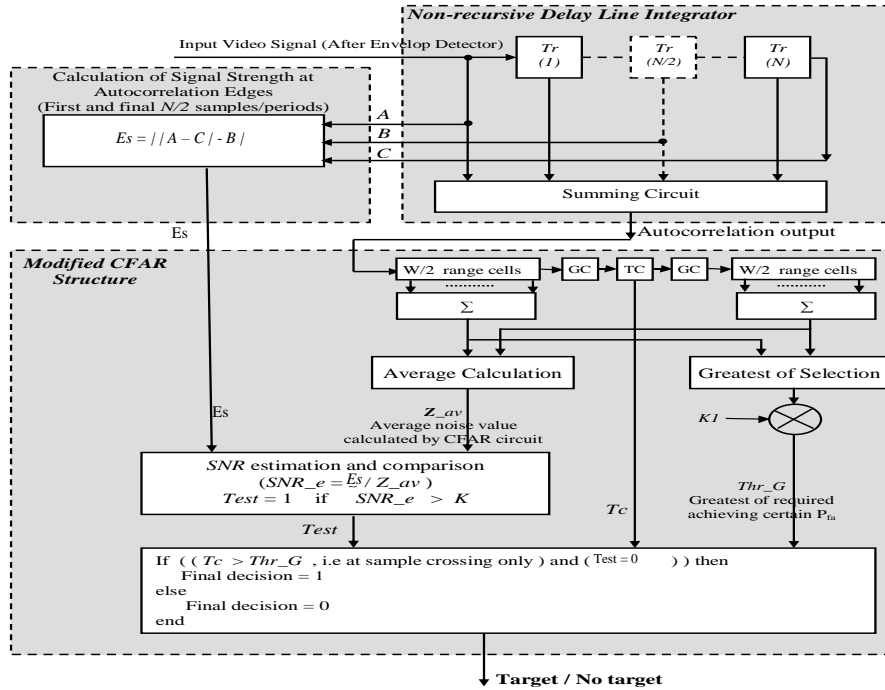 Non-recursive Delay Line Integrator
Input Video Signal (After Envelop Detector)
Tr
(1)
Tr
(N/2)
Tr
(N)
Calculation of Signal Strength at
Autocorrelation Edges
(First and final N/2 samples/periods)
Es = | | A – C | - B |
A
B
C
Summing Circuit
Es
Autocorrelation output
Modified CFAR
Structure
W/2 range cells
GC
TC
GC
W/2 range cells
Σ
Σ
Average Calculation
Greatest of Selection
Es
Z_av
Average noise value
calculated by CFAR circuit
K1
SNR estimation and comparison
(SNR_e = Es / Z_av )
Test = 1 if SNR_e > K
Thr_G
Greatest of required
achieving certain Pfa
Test
Tc
If ( ( Tc > Thr_G , i.e at sample crossing only ) and ( Test = 0 ) ) then
Final decision = 1
else
Final decision = 0
end
Target / No target